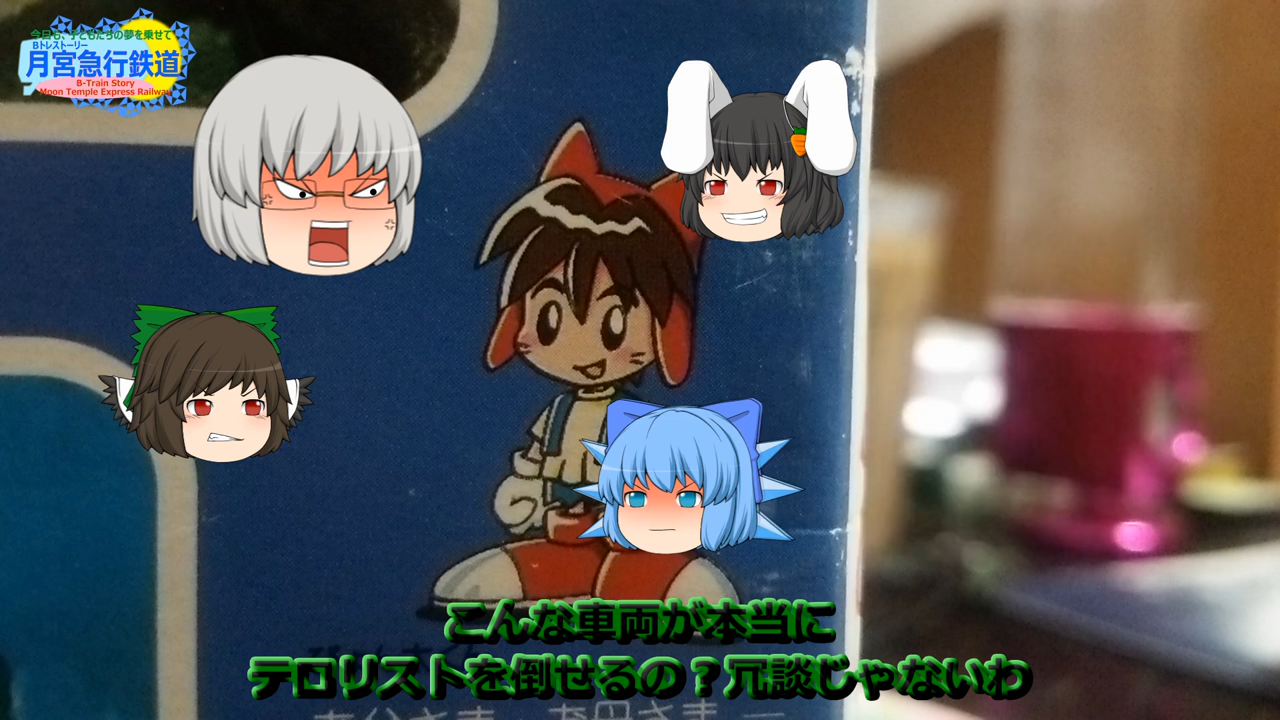 今日も、子どもたちの夢を乗せて
Bトレストーリー
月宮急行鉄道
B-Train Story
Moon Temple Express Railway
こんな車両が本当に
テロリストを倒せるの？冗談じゃないわ